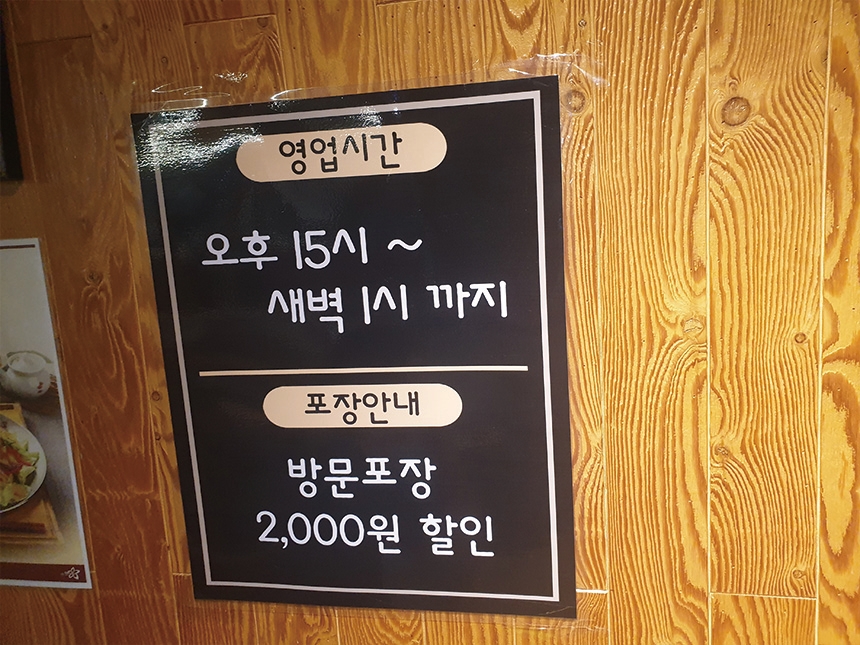 영업시간
오후 15시 ~
새벽 1시 까지
포장안내
방문포장
2,000원 할인